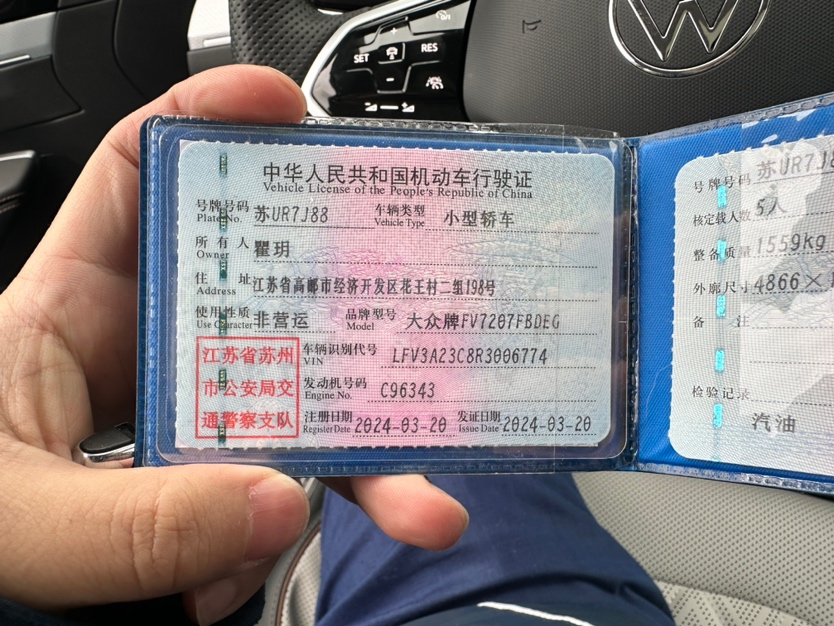 SET
RES
中华人民共和国机动车行驶证
Vehicle License of the People's Republic of China
号牌号码 苏UR7J88 车辆类型 小型轿车
Plate No. Vehicle Type
所有人 瞿玥
Owner
住址 江苏省高邮市经济开发区花王村二组198号
Address
使用性质 非营运 品牌型号 大众牌FV7207FBDEG
Use Character Model
江苏省苏州
市公安局交
通警察支队
车辆识别代号 LFV3A23C8R3006774
VIN
发动机号码 C96343
Engine No.
注册日期 2024-03-20 发证日期 2024-03-20
Register Date Issue Date
号牌号码 苏UR7J8
核定载人数 5人
整备质量 1559kg
外廓尺寸 4866×
备注
检验记录
汽油